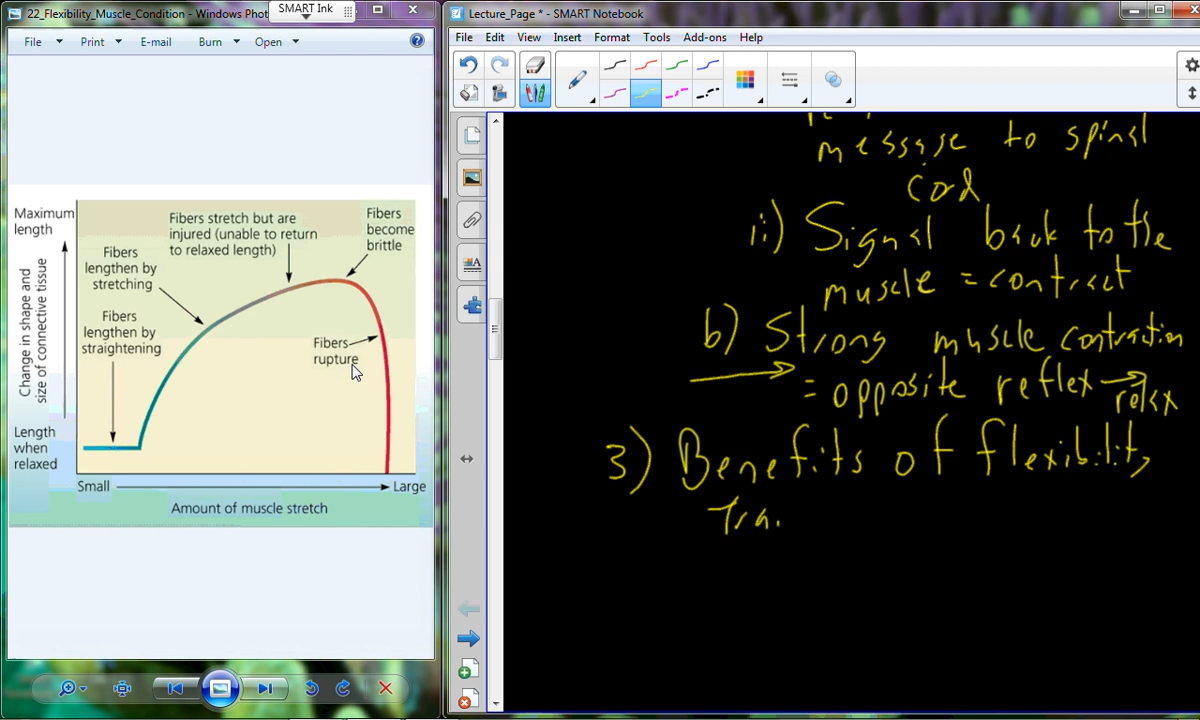 22_Flexibility_Muscle_Condition - Windows Phot
SMART Ink
File Print E-mail Burn Open
Maximum length
Change in shape and size of connective tissue
Length when relaxed
Fibers lengthen by straightening
Fibers lengthen by stretching
Fibers stretch but are injured (unable to return to relaxed length)
Fibers become brittle
Fibers rupture
Small
Large
Amount of muscle stretch
Lecture_Page * - SMART Notebook
File Edit View Insert Format Tools Add-ons Help
message to spinal
cord
ii) Signal back to the
muscle = contract
b) Strong muscle contraction
= opposite reflex → relax
3) Benefits of flexibility
Tra